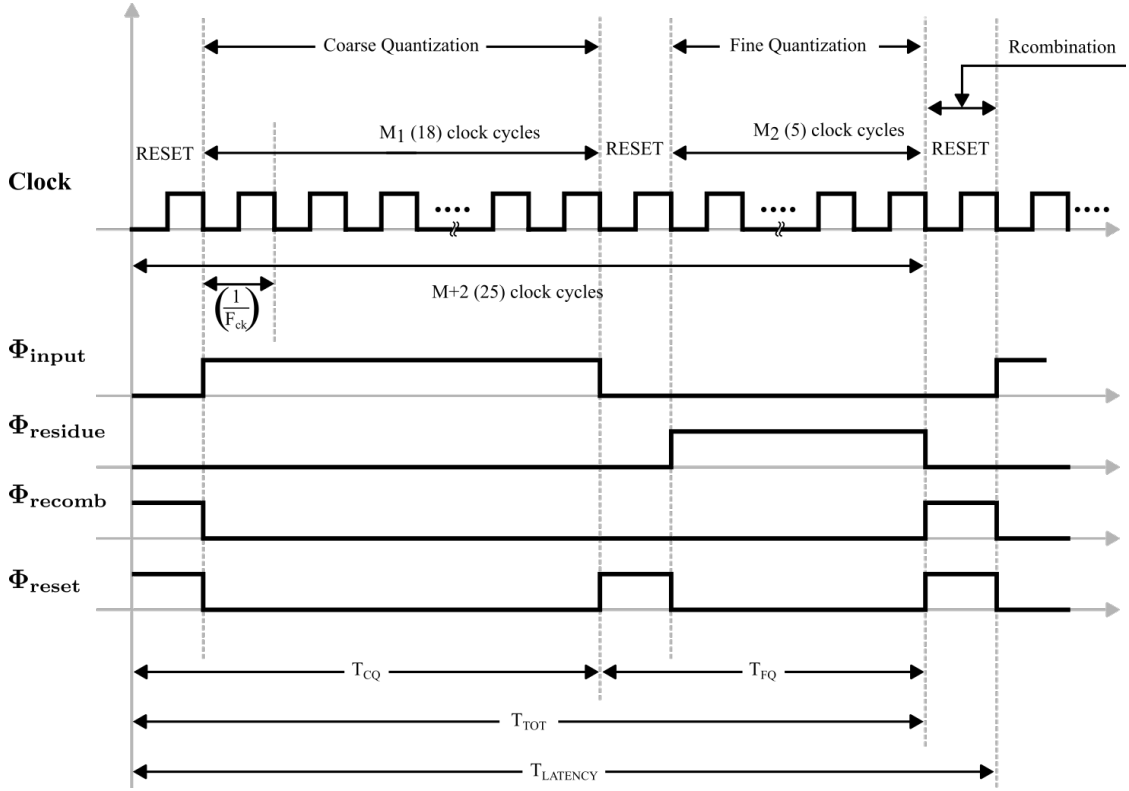 Coarse Quantization
Fine Quantization
Rcombination
M1 (18) clock cycles
M2 (5) clock cycles
RESET
RESET
RESET
Clock
....
....
....
M+2 (25) clock cycles
(1/Fck)
Φinput
Φresidue
Φrecomb
Φreset
TCQ
TFQ
TTOT
TLATENCY